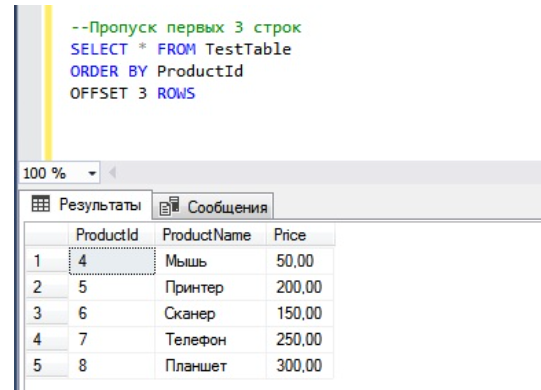 --Пропуск первых 3 строк
SELECT * FROM TestTable
ORDER BY ProductId
OFFSET 3 ROWS
100 %
Результаты Сообщения
ProductId ProductName Price
1 4 Мышь 50,00
2 5 Принтер 200,00
3 6 Сканер 150,00
4 7 Телефон 250,00
5 8 Планшет 300,00